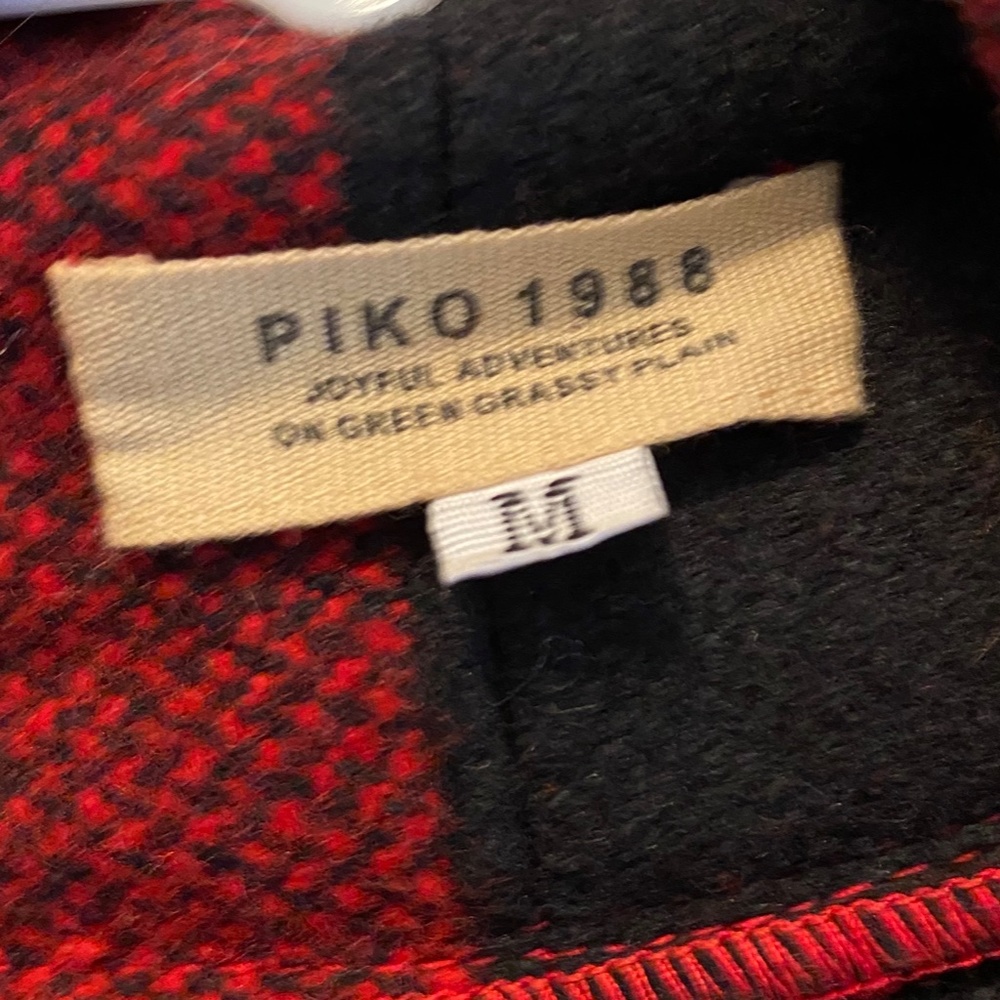 PIKO 1988
JOYFUL ADVENTURES
ON GREEN GRASSY PLAIN
M